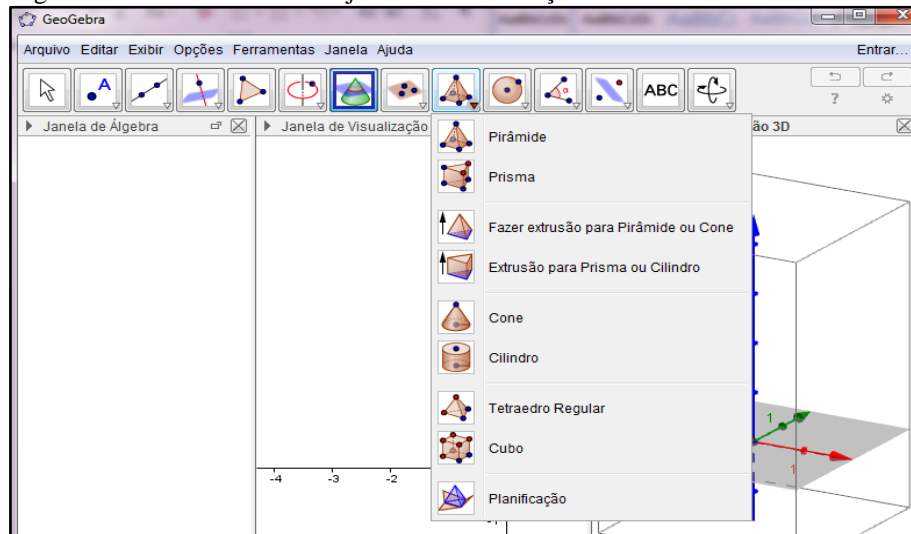 GeoGebra
Arquivo Editar Exibir Opções Ferramentas Janela Ajuda Entrar...
A α ABC
?
Janela de Álgebra Janela de Visualização ão 3D
Pirâmide
Prisma
Fazer extrusão para Pirâmide ou Cone
Extrusão para Prisma ou Cilindro
Cone
Cilindro
Tetraedro Regular
1
Cubo
1
-4 -3 -2
Planificação